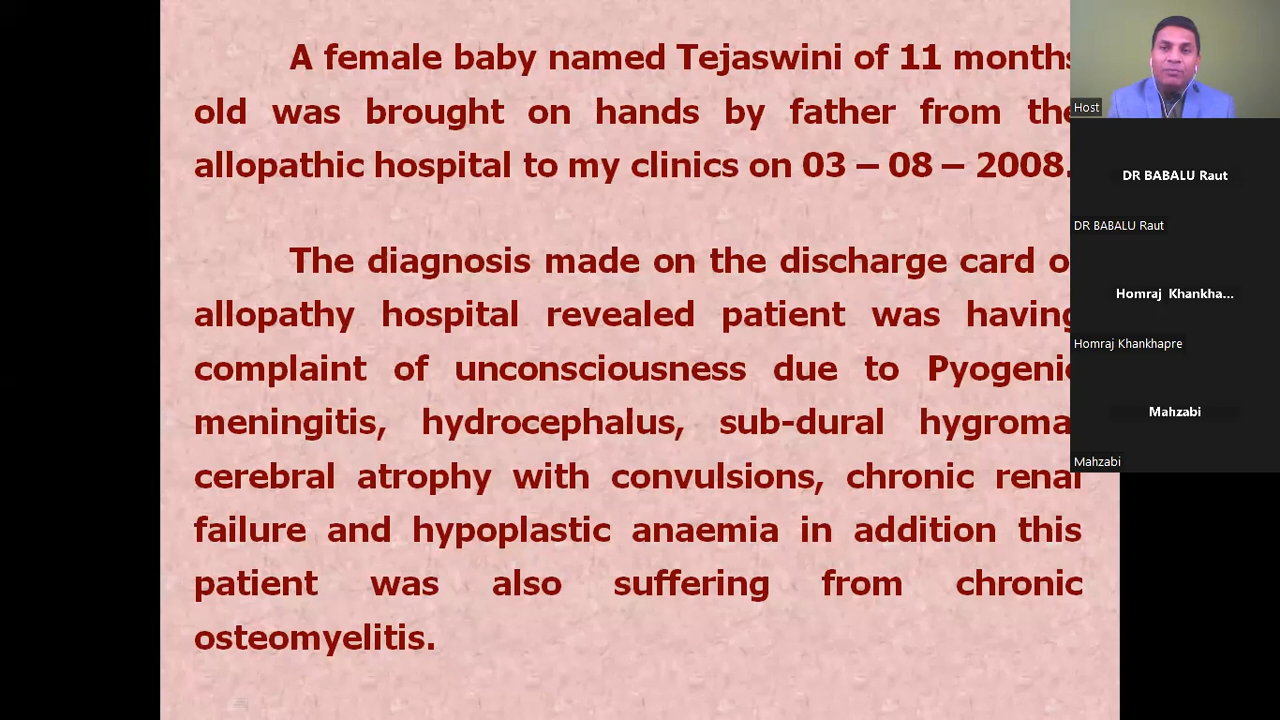 A female baby named Tejaswini of 11 months
old was brought on hands by father from the
allopathic hospital to my clinics on 03 – 08 – 2008.
The diagnosis made on the discharge card o
allopathy hospital revealed patient was having
complaint of unconsciousness due to Pyogenic
meningitis, hydrocephalus, sub-dural hygroma
cerebral atrophy with convulsions, chronic renal
failure and hypoplastic anaemia in addition this
patient was also suffering from chronic
osteomyelitis.
Host
DR BABALU Raut
DR BABALU Raut
Homraj Khankha...
Homraj Khankhapre
Mahzabi
Mahzabi